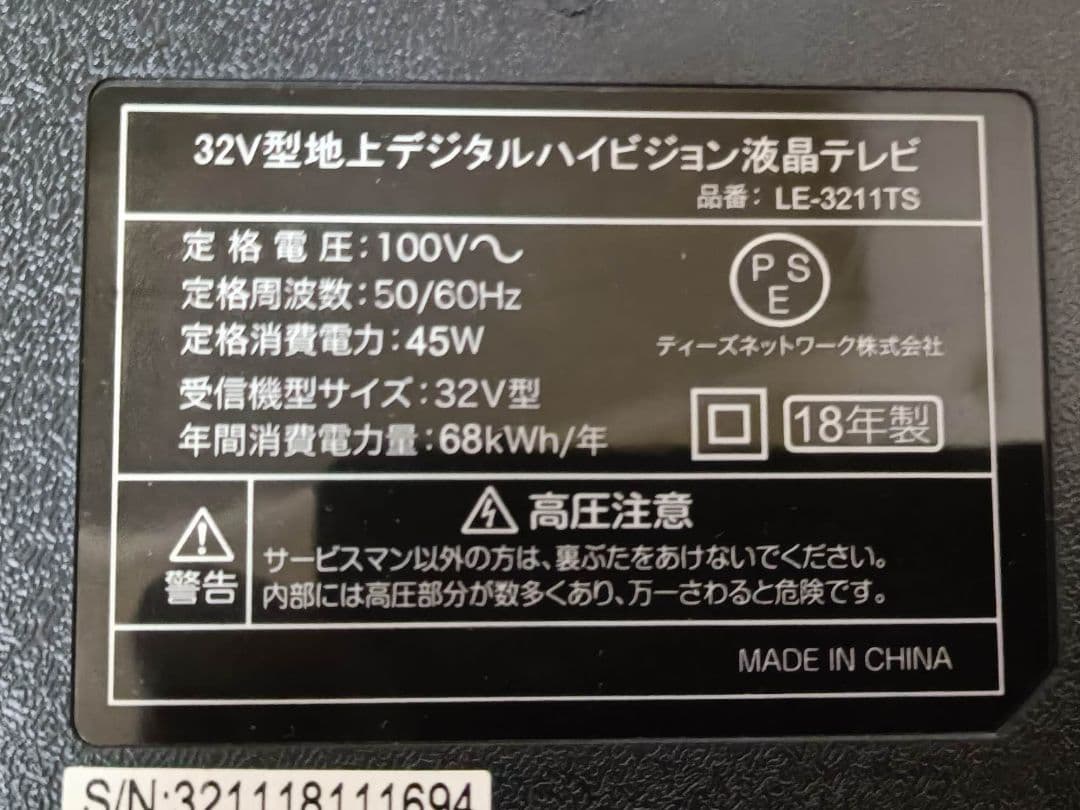 32V型地上デジタルハイビジョン液晶テレビ
品番: LE-3211TS
定格電圧:100V～
定格周波数:50/60Hz
定格消費電力:45W
受信機型サイズ:32V型
年間消費電力量:68kWh/年
PSE
ティーズネットワーク株式会社
18年製
高圧注意
警告
サービスマン以外の方は、裏ぶたをあけないでください。
内部には高圧部分が数多くあり、万一さわると危険です。
MADE IN CHINA
S/N:321118111694